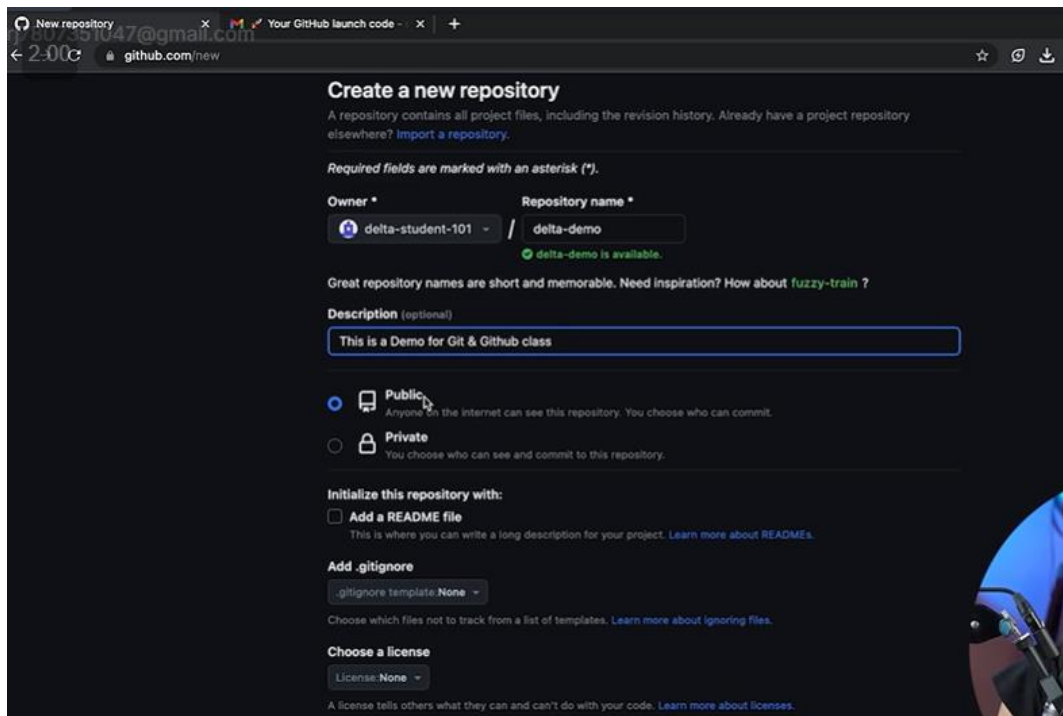 New repository
Your GitHub launch code -
807351047@gmail.com
2:00
github.com/new
Create a new repository
A repository contains all project files, including the revision history. Already have a project repository
elsewhere? Import a repository.
Required fields are marked with an asterisk (*).
Owner * Repository name *
delta-student-101 / delta-demo
delta-demo is available.
Great repository names are short and memorable. Need inspiration? How about fuzzy-train ?
Description (optional)
This is a Demo for Git & Github class
Public
Anyone on the internet can see this repository. You choose who can commit.
Private
You choose who can see and commit to this repository.
Initialize this repository with:
Add a README file
This is where you can write a long description for your project. Learn more about READMEs.
Add .gitignore
.gitignore template:None
Choose which files not to track from a list of templates. Learn more about ignoring files.
Choose a license
License:None
A license tells others what they can and can't do with your code. Learn more about licenses.